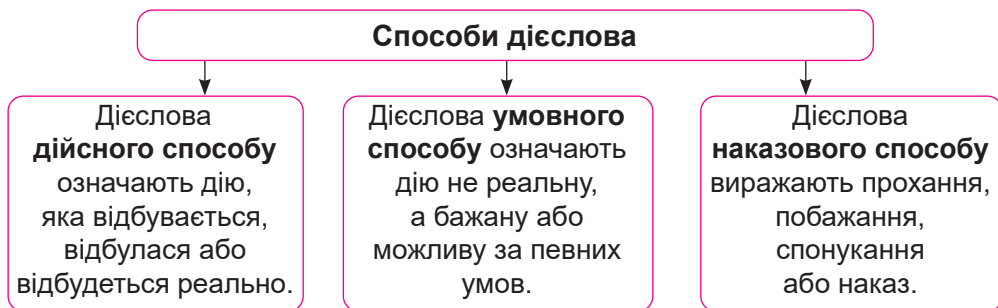 Способи дієслова
Дієслова
дійсного способу
означають дію,
яка відбувається,
відбулася або
відбудеться реально.
Дієслова умовного
способу означають
дію не реальну,
а бажану або
можливу за певних
умов.
Дієслова
наказового способу
виражають прохання,
побажання,
спонукання
або наказ.